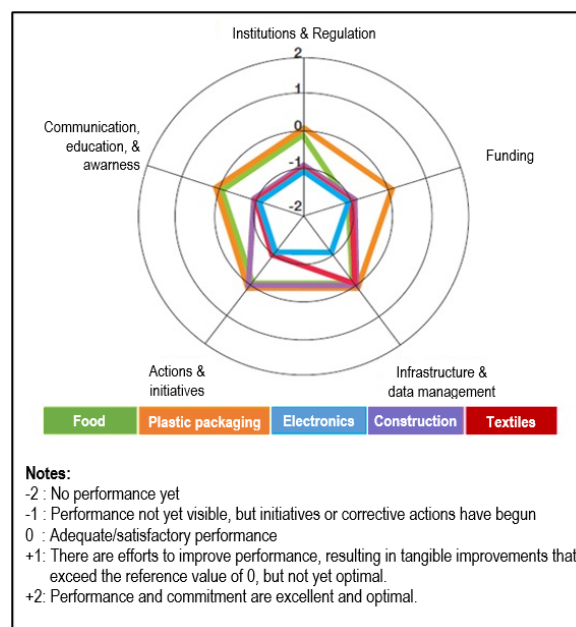 Institutions & Regulation
2
1
0
-1
-2
Communication,
education, &
awarness
Funding
Actions &
initiatives
Infrastructure &
data management
Food Plastic packaging Electronics Construction Textiles
Notes:
-2 : No performance yet
-1 : Performance not yet visible, but initiatives or corrective actions have begun
0 : Adequate/satisfactory performance
+1: There are efforts to improve performance, resulting in tangible improvements that
exceed the reference value of 0, but not yet optimal.
+2: Performance and commitment are excellent and optimal.